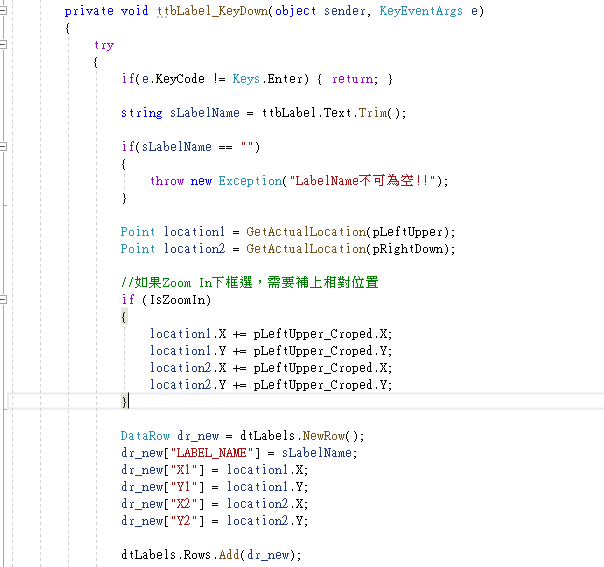 private void ttbLabel_KeyDown(object sender, KeyEventArgs e)
{
try
{
if(e.KeyCode != Keys.Enter) { return; }
string sLabelName = ttbLabel.Text.Trim();
if(sLabelName == "")
{
throw new Exception("LabelName不可為空!!");
}
Point location1 = GetActualLocation(pLeftUpper);
Point location2 = GetActualLocation(pRightDown);
//如果Zoom In下框選，需要補上相對位置
if (IsZoomIn)
{
location1.X += pLeftUpper_Croped.X;
location1.Y += pLeftUpper_Croped.Y;
location2.X += pLeftUpper_Croped.X;
location2.Y += pLeftUpper_Croped.Y;
}
DataRow dr_new = dtLabels.NewRow();
dr_new["LABEL_NAME"] = sLabelName;
dr_new["X1"] = location1.X;
dr_new["Y1"] = location1.Y;
dr_new["X2"] = location2.X;
dr_new["Y2"] = location2.Y;
dtLabels.Rows.Add(dr_new);